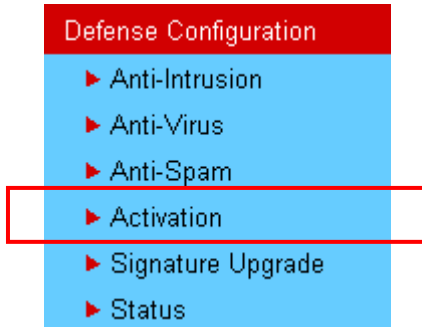 Defense Configuration
Anti-Intrusion
Anti-Virus
Anti-Spam
Activation
Signature Upgrade
Status